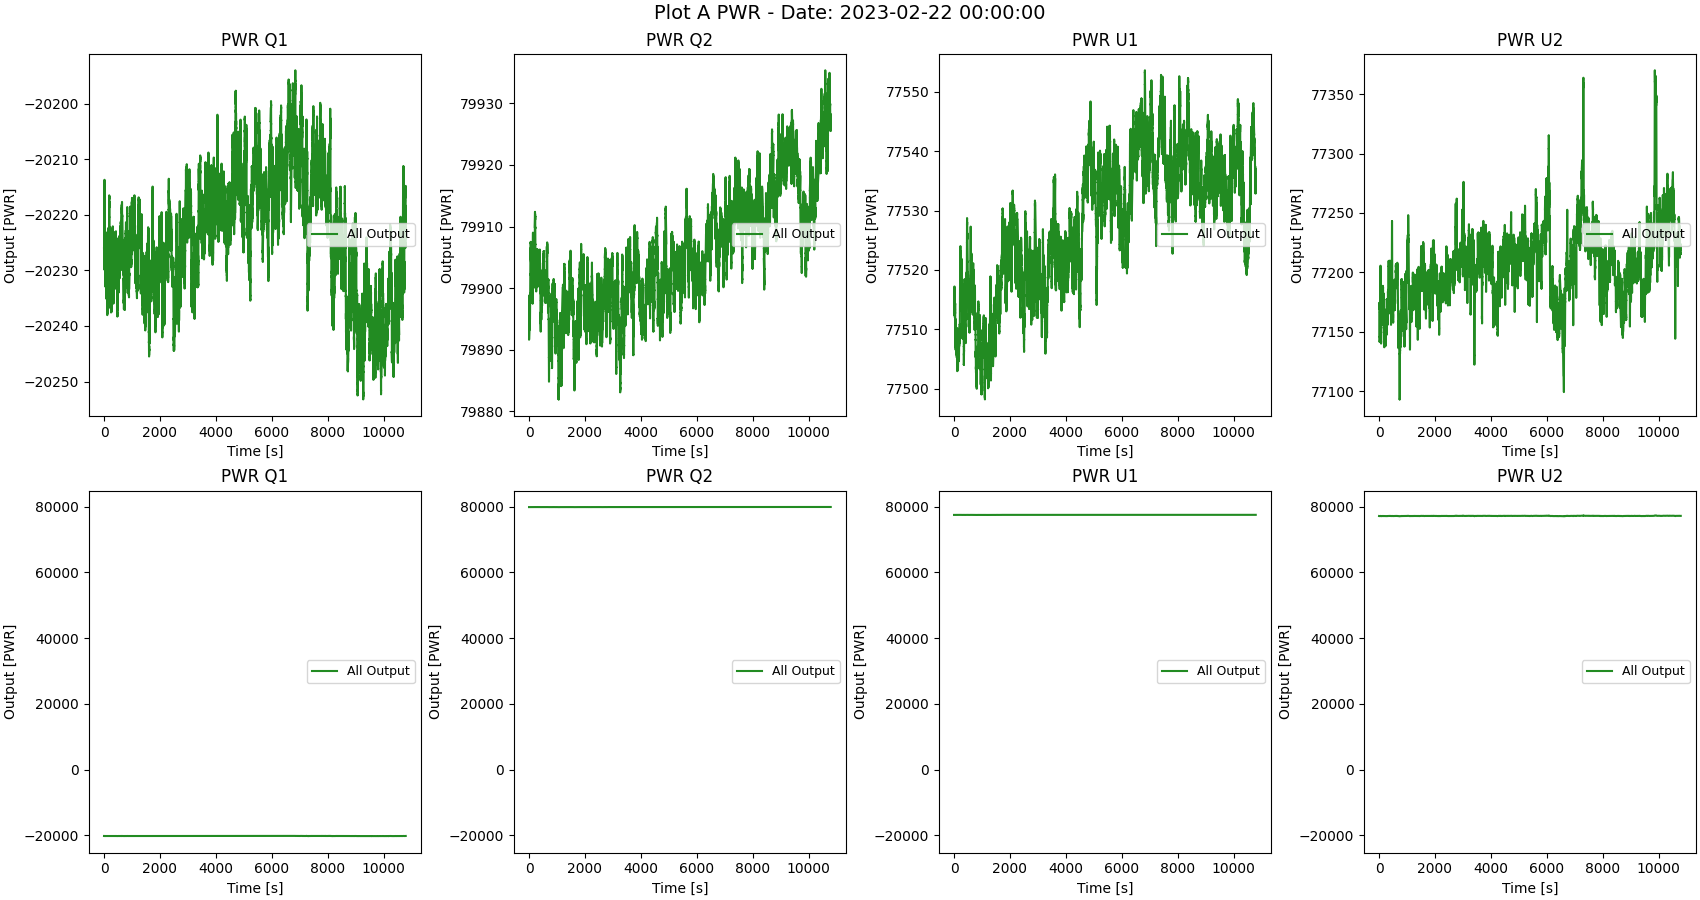 Plot A PWR - Date: 2023-02-22 00:00:00
PWR Q1
PWR Q2
PWR U1
PWR U2
Output [PWR]
−20200
−20210
−20220
−20230
−20240
−20250
All Output
0 2000 4000 6000 8000 10000
Time [s]
Output [PWR]
79930
79920
79910
79900
79890
79880
All Output
0 2000 4000 6000 8000 10000
Time [s]
Output [PWR]
77550
77540
77530
77520
77510
77500
All Output
0 2000 4000 6000 8000 10000
Time [s]
Output [PWR]
77350
77300
77250
77200
77150
77100
All Output
0 2000 4000 6000 8000 10000
Time [s]
PWR Q1
PWR Q2
PWR U1
PWR U2
Output [PWR]
80000
60000
40000
20000
0
−20000
All Output
0 2000 4000 6000 8000 10000
Time [s]
Output [PWR]
80000
60000
40000
20000
0
−20000
All Output
0 2000 4000 6000 8000 10000
Time [s]
Output [PWR]
80000
60000
40000
20000
0
−20000
All Output
0 2000 4000 6000 8000 10000
Time [s]
Output [PWR]
80000
60000
40000
20000
0
−20000
All Output
0 2000 4000 6000 8000 10000
Time [s]